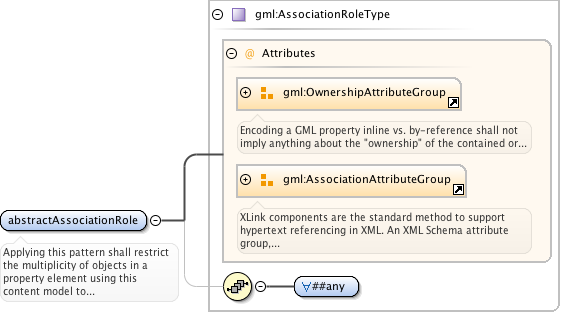 gml:AssociationRoleType
@ Attributes
gml:OwnershipAttributeGroup
Encoding a GML property inline vs. by-reference shall not
imply anything about the "ownership" of the contained or...
gml:AssociationAttributeGroup
XLink components are the standard method to support
hypertext referencing in XML. An XML Schema attribute
group,...
abstractAssociationRole
Applying this pattern shall restrict
the multiplicity of objects in a
property element using this
content model to...
∀##any